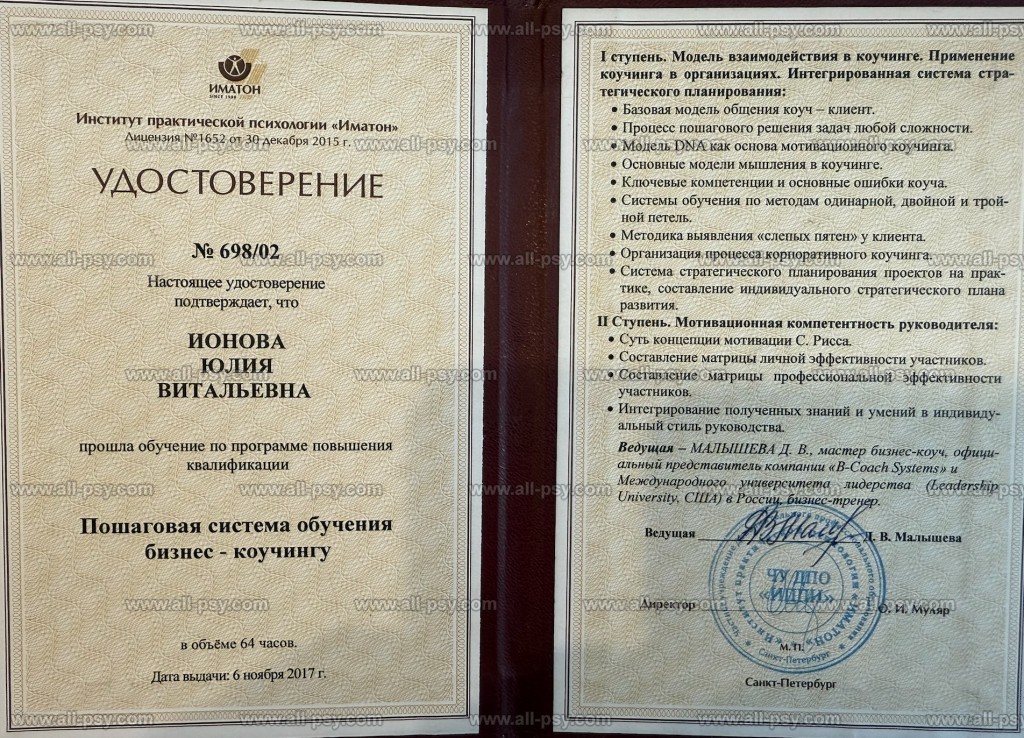 ИМАТОН
SINCE 1990
Институт практической психологии «Иматон»
Лицензия №1652 от 30 декабря 2015 г.
УДОСТОВЕРЕНИЕ
№ 698/02
Настоящее удостоверение
подтверждает, что
ИОНОВА
ЮЛИЯ
ВИТАЛЬЕВНА
прошла обучение по программе повышения
квалификации
Пошаговая система обучения
бизнес - коучингу
в объёме 64 часов.
Дата выдачи: 6 ноября 2017 г.
I ступень. Модель взаимодействия в коучинге. Применение
коучинга в организациях. Интегрированная система стра-
тегического планирования:
• Базовая модель общения коуч – клиент.
• Процесс пошагового решения задач любой сложности.
• Модель DNA как основа мотивационного коучинга.
• Основные модели мышления в коучинге.
• Ключевые компетенции и основные ошибки коуча.
• Системы обучения по методам одинарной, двойной и трой-
ной петель.
• Методика выявления «слепых пятен» у клиента.
• Организация процесса корпоративного коучинга.
• Система стратегического планирования проектов на прак-
тике, составление индивидуального стратегического плана
развития.
II Ступень. Мотивационная компетентность руководителя:
• Суть концепции мотивации С. Рисса.
• Составление матрицы личной эффективности участников.
• Составление матрицы профессиональной эффективности
участников.
• Интегрирование полученных знаний и умений в индивиду-
альный стиль руководства.
Ведущая – МАЛЫШЕВА Д. В., мастер бизнес-коуч, офици-
альный представитель компании «B-Coach Systems» и
Международного университета лидерства (Leadership
University, США) в России, бизнес-тренер.
Ведущая Д. В. Малышева
ЧУ ДПО
«ИППИ»
Директор О. И. Муляр
М.П.
Санкт-Петербург
Санкт-Петербург
www.all-psy.com